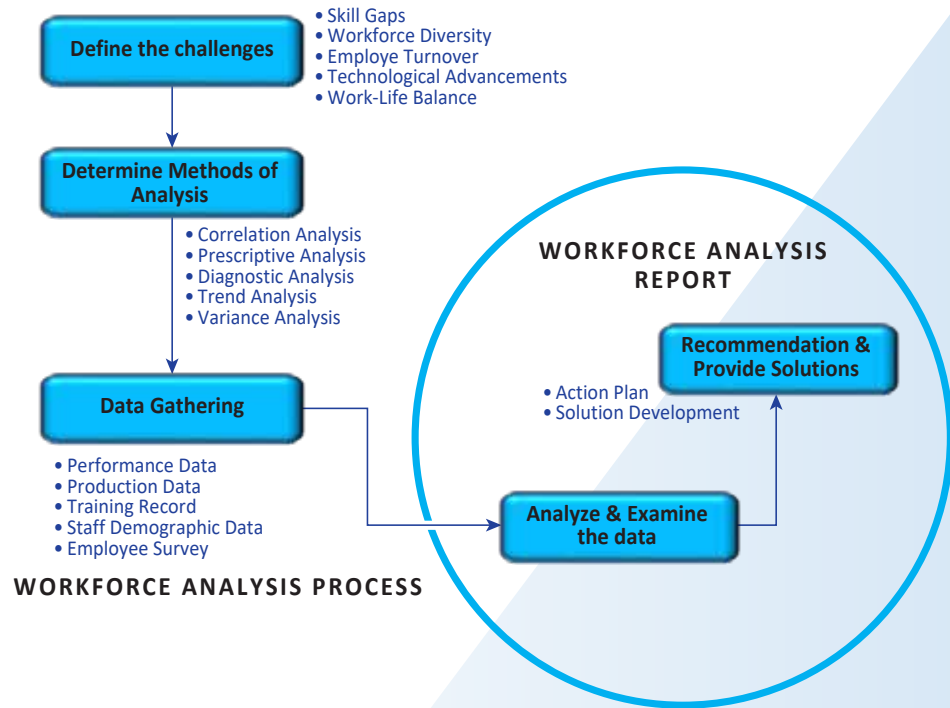 Define the challenges
• Skill Gaps
• Workforce Diversity
• Employe Turnover
• Technological Advancements
• Work-Life Balance
Determine Methods of
Analysis
• Correlation Analysis
• Prescriptive Analysis
• Diagnostic Analysis
• Trend Analysis
• Variance Analysis
Data Gathering
• Performance Data
• Production Data
• Training Record
• Staff Demographic Data
• Employee Survey
WORKFORCE ANALYSIS PROCESS
WORKFORCE ANALYSIS
REPORT
Recommendation &
Provide Solutions
• Action Plan
• Solution Development
Analyze & Examine
the data